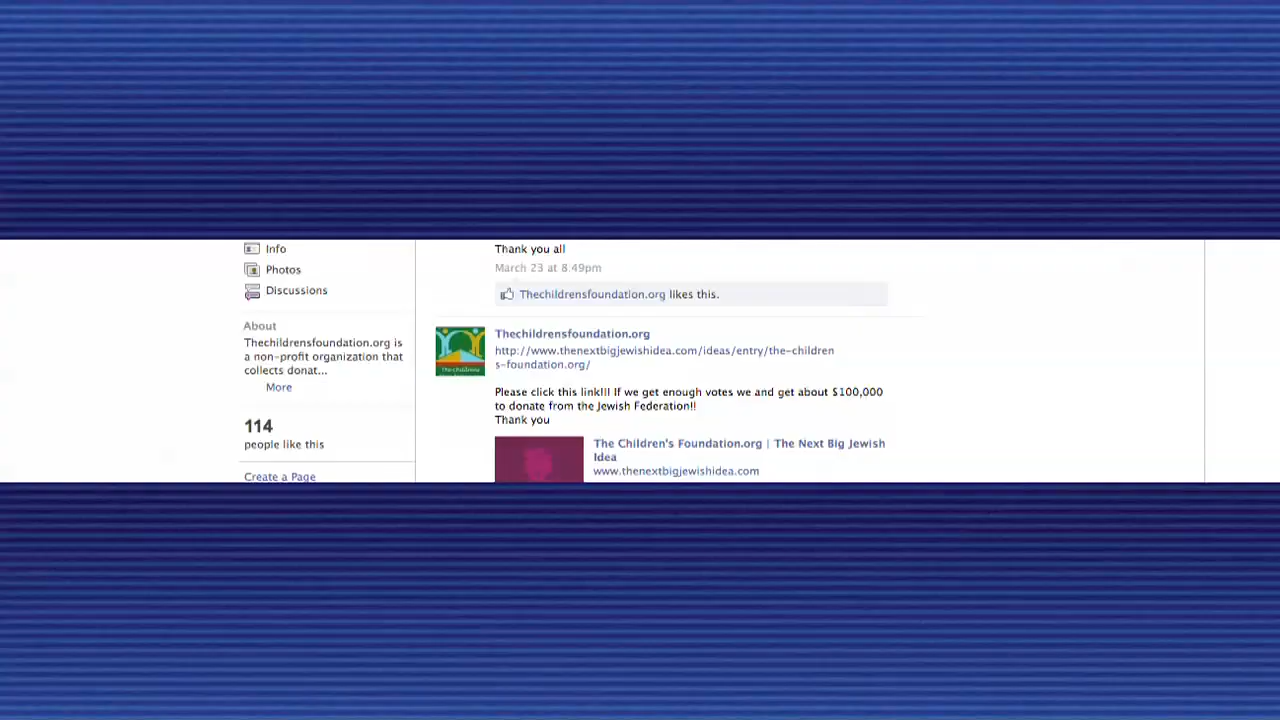 Info
Photos
Discussions
About
Thechildrensfoundation.org is
a non-profit organization that
collects donat...
More
114
people like this
Create a Page
Thank you all
March 23 at 8.49pm
Thechildrensfoundation.org likes this.
Thechildrensfoundation.org
http://www.thenextbigjewishidea.com/ideas/entry/the-children
s-foundation.org/
Please click this link!!! If we get enough votes we and get about $100,000
to donate from the Jewish Federation!!
Thank you
The Children's Foundation.org | The Next Big Jewish
Idea
www.thenextbigjewishidea.com